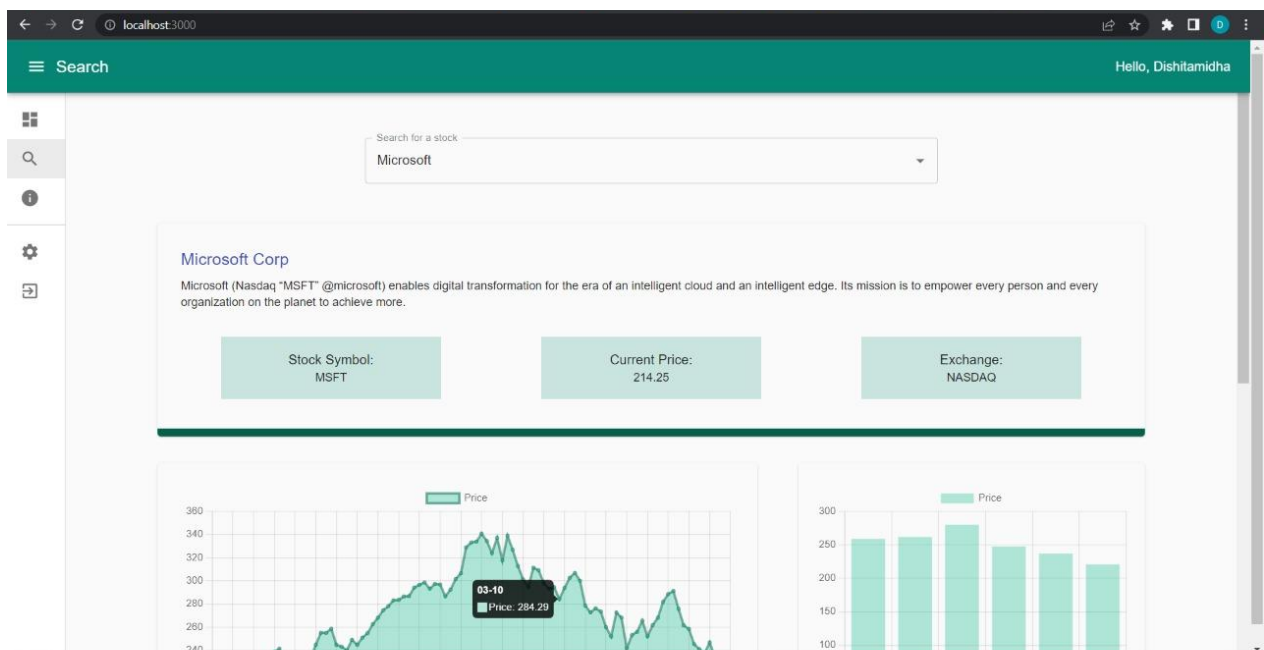 localhost:3000
D
Search
Hello, Dishitamidha
Search for a stock
Microsoft
Microsoft Corp
Microsoft (Nasdaq “MSFT” @microsoft) enables digital transformation for the era of an intelligent cloud and an intelligent edge. Its mission is to empower every person and every
organization on the planet to achieve more.
Stock Symbol:
MSFT
Current Price:
214.25
Exchange:
NASDAQ
Price
360
340
320
300
280
260
240
03-10
Price: 284.29
Price
300
250
200
150
100